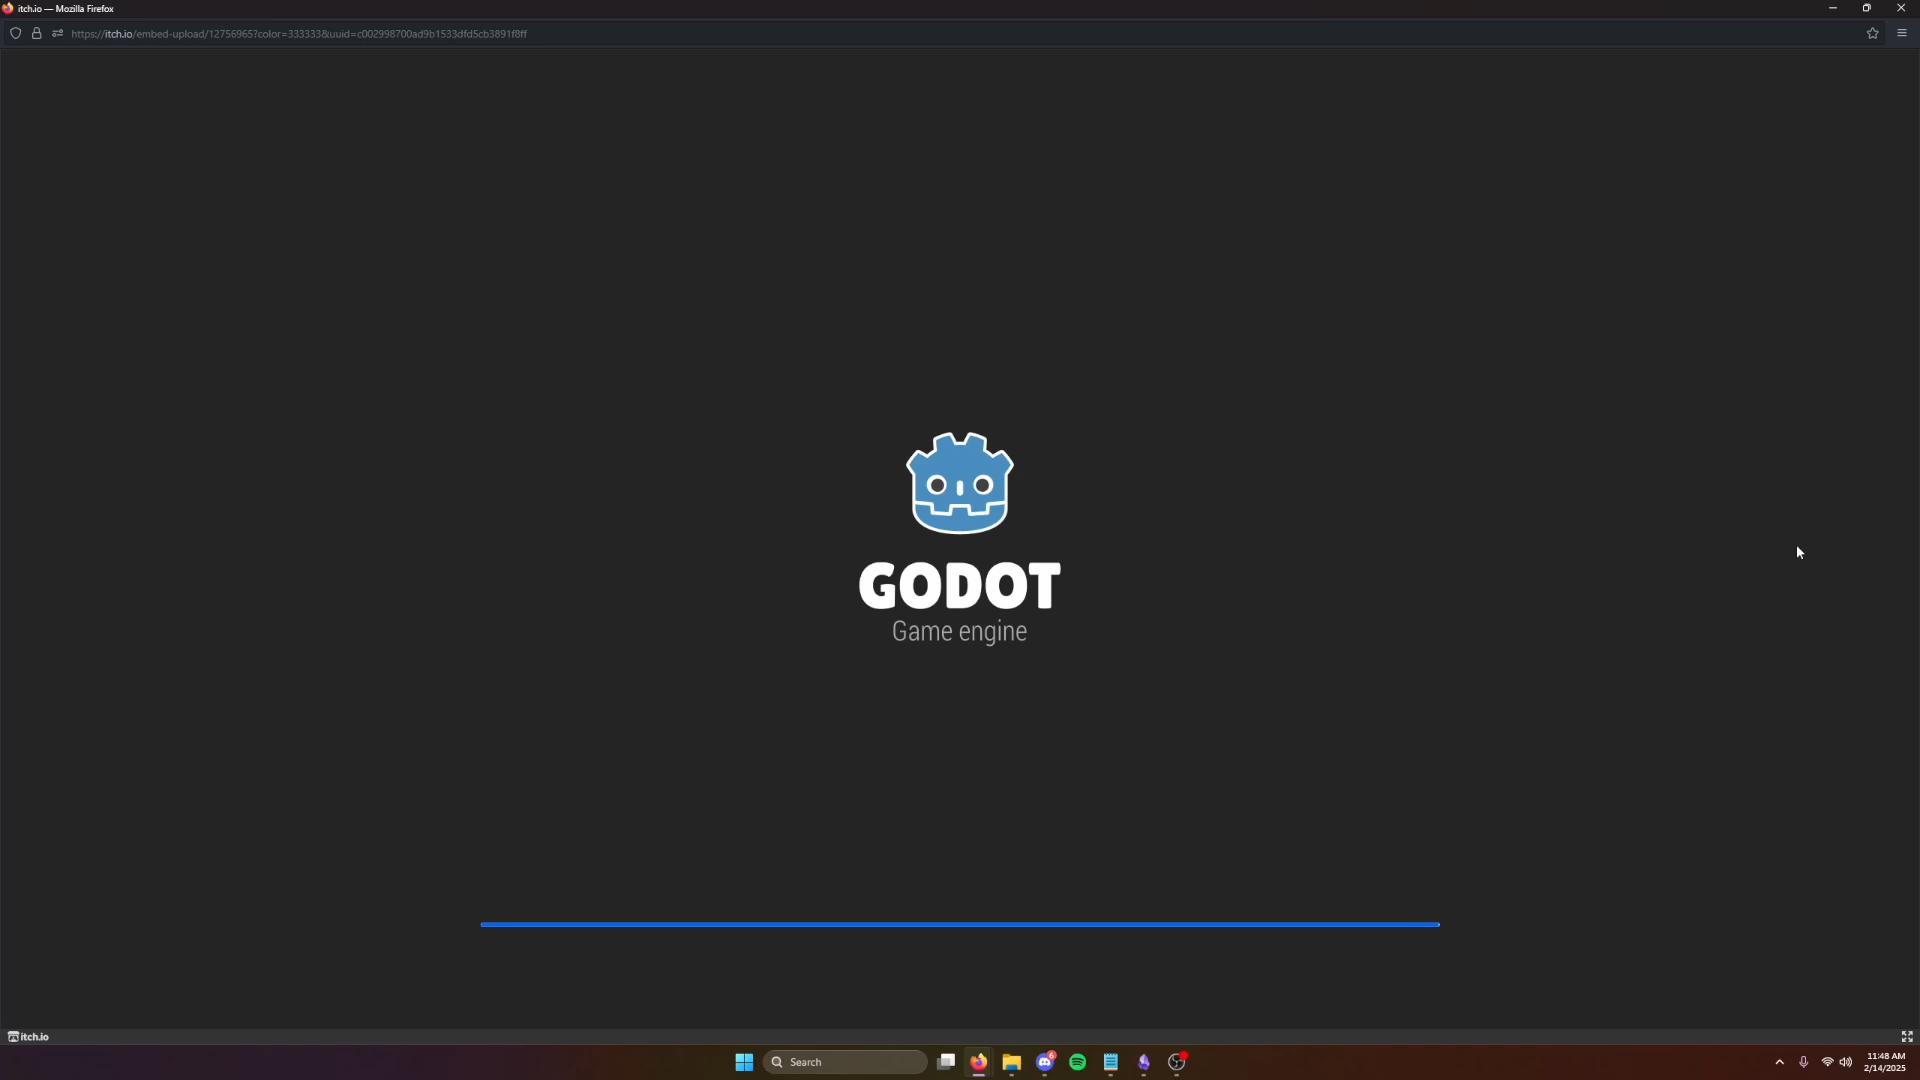 itch.io — Mozilla Firefox
https://itch.io/embed-upload/12756965?color=333333&uuid=c002998700ad9b1533dfd5cb3891f8ff
GODOT
Game engine
itch.io
Search
6
11:48 AM
2/14/2025